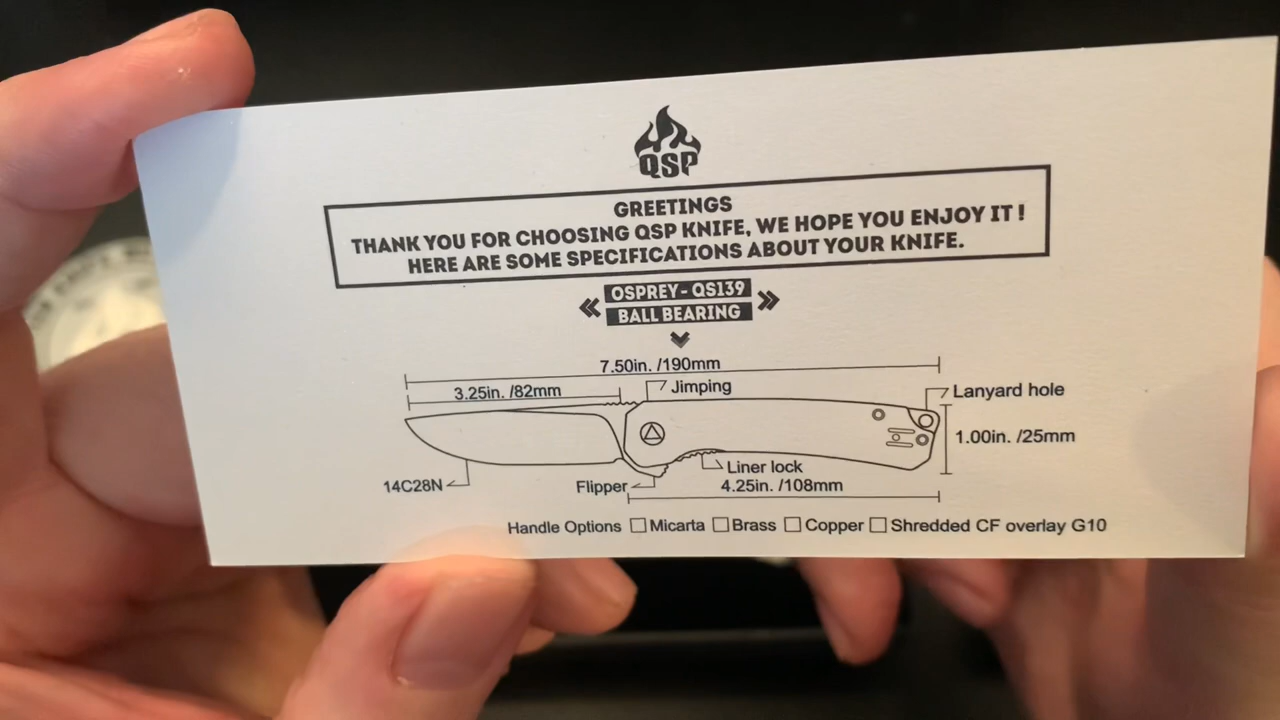 QSP
GREETINGS
THANK YOU FOR CHOOSING QSP KNIFE, WE HOPE YOU ENJOY IT !
HERE ARE SOME SPECIFICATIONS ABOUT YOUR KNIFE.
OSPREY - QS139
BALL BEARING
7.50in. /190mm
3.25in. /82mm
Jimping
Lanyard hole
1.00in. /25mm
Liner lock
14C28N
Flipper
4.25in. /108mm
Handle Options Micarta Brass Copper Shredded CF overlay G10